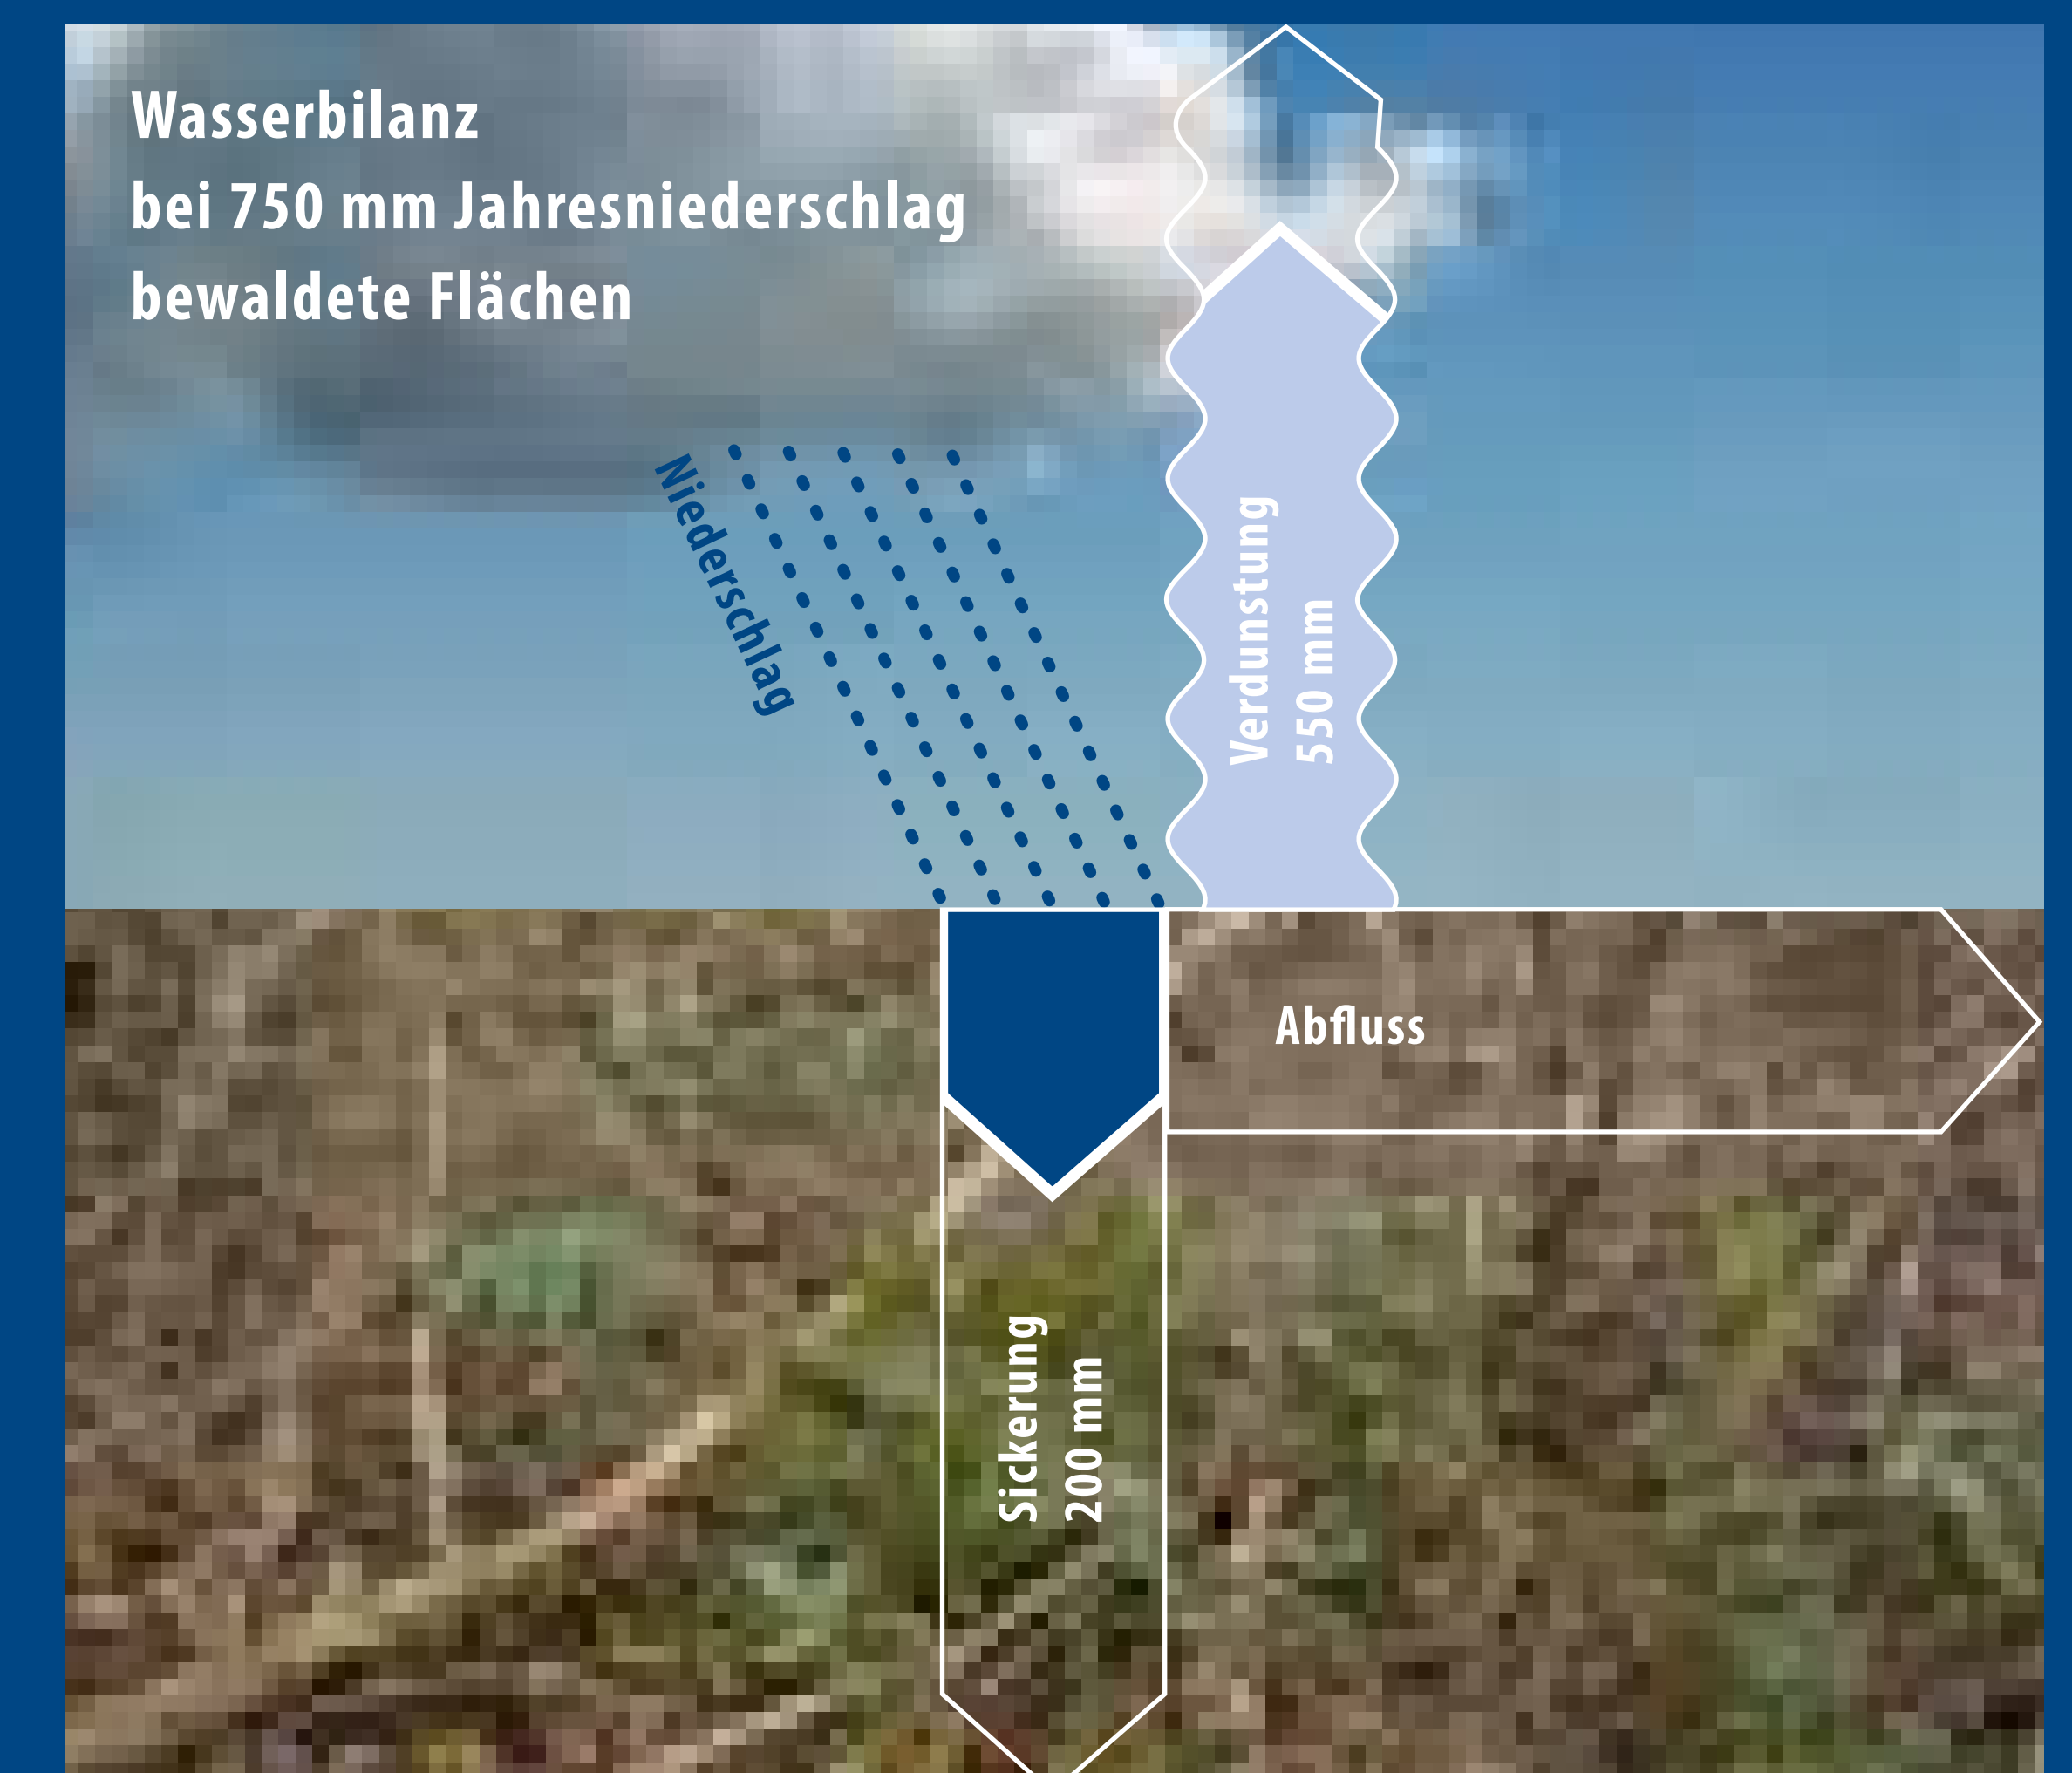 Wasserbilanz
bei 750 mm Jahresniederschlag
bewaldete Flächen
Niederschlag
Verdunstung
550 mm
Abfluss
Sickerung
200 mm